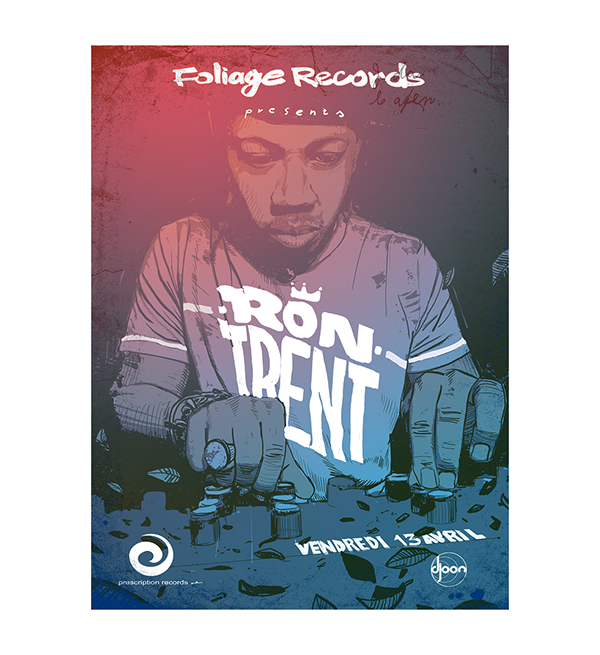 Foliage Records
presents
RON
TRENT
VENDREDI 13 AVRIL
prescription records
djoon